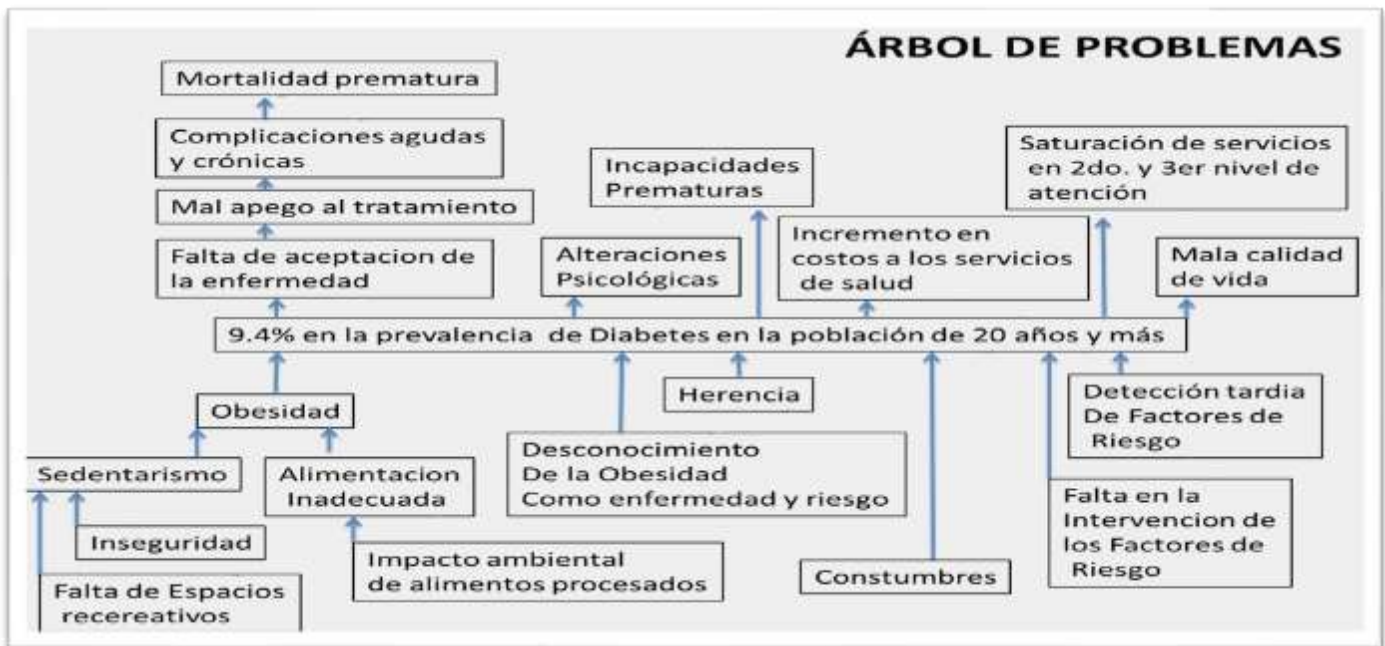 ÁRBOL DE PROBLEMAS
Mortalidad prematura
Complicaciones agudas
y crónicas
Mal apego al tratamiento
Falta de aceptacion de
la enfermedad
Alteraciones
Psicológicas
Incapacidades
Prematuras
Incremento en
costos a los servicios
de salud
Saturación de servicios
en 2do. y 3er nivel de
atención
Mala calidad
de vida
9.4% en la prevalencia de Diabetes en la población de 20 años y más
Obesidad
Sedentarismo
Inseguridad
Falta de Espacios
recereativos
Alimentacion
Inadecuada
Impacto ambiental
de alimentos procesados
Desconocimiento
De la Obesidad
Como enfermedad y riesgo
Herencia
Constumbres
Detección tardia
De Factores de
Riesgo
Falta en la
Intervencion de
los Factores de
Riesgo